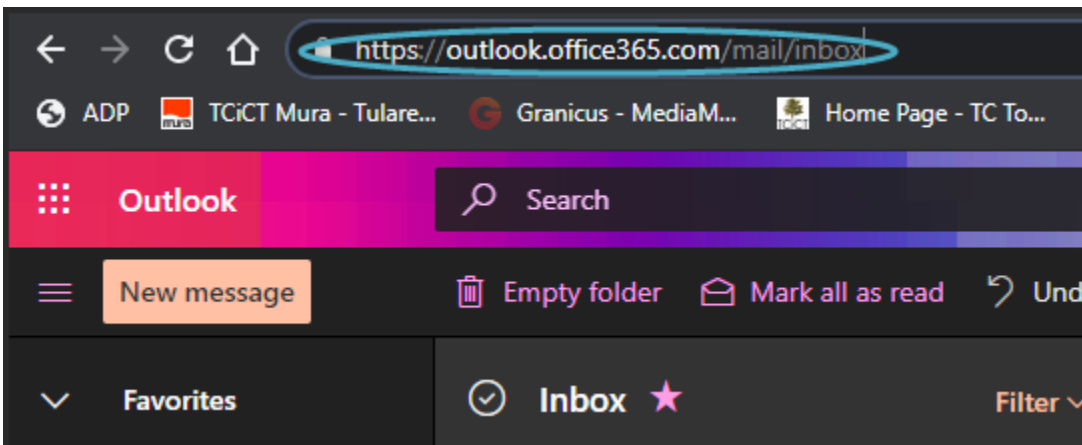 https://outlook.office365.com/mail/inbox
ADP TCiCT Mura - Tulare... Granicus - MediaM... Home Page - TC To...
Outlook Search
New message Empty folder Mark all as read Und
Favorites Inbox Filter